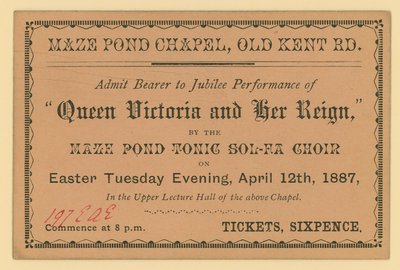 MAZE POND CHAPEL, OLD KENT RD.
Admit Bearer to Jubilee Performance of
"Queen Victoria and Her Reign,"
BY THE
MAZE POND TONIC SOL-FA CHOIR
ON
Easter Tuesday Evening, April 12th, 1887,
In the Upper Lecture Hall of the above Chapel.
Commence at 8 p.m. TICKETS, SIXPENCE.